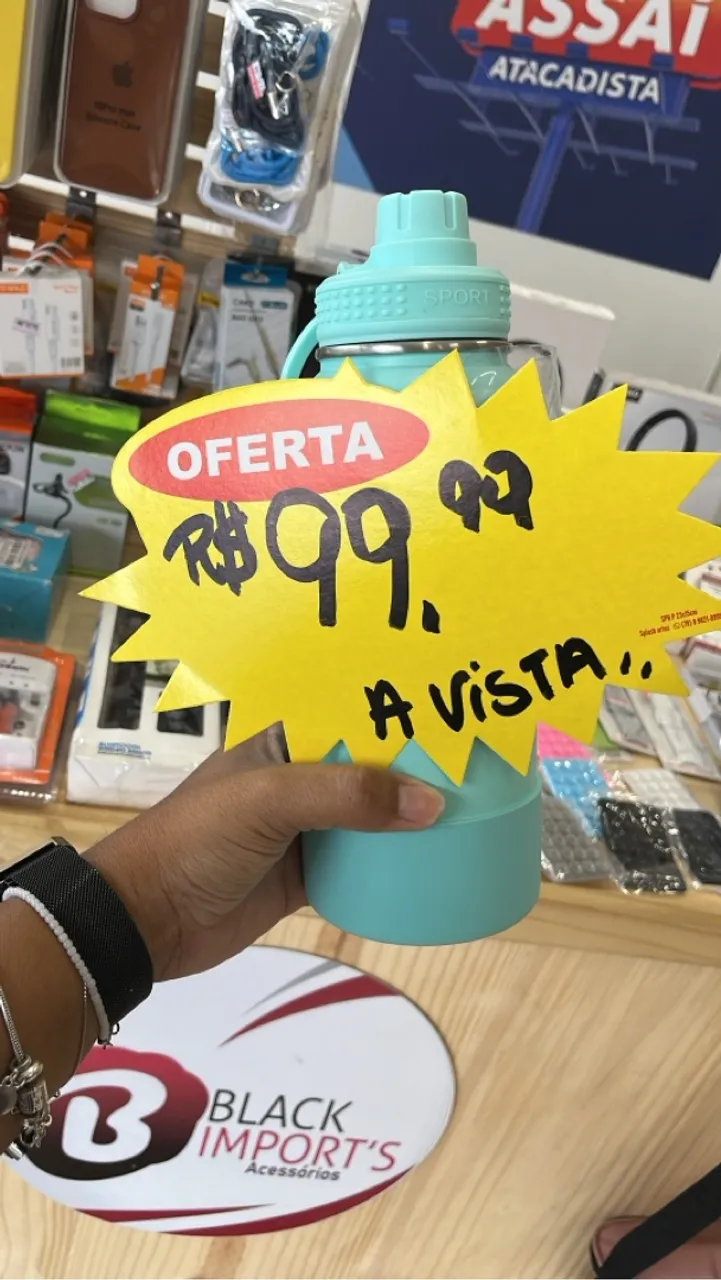 ASSAÍ
ATACADISTA
SPORT
OFERTA
R$ 99,99
A VISTA...
B BLACK
IMPORT'S
Acessórios